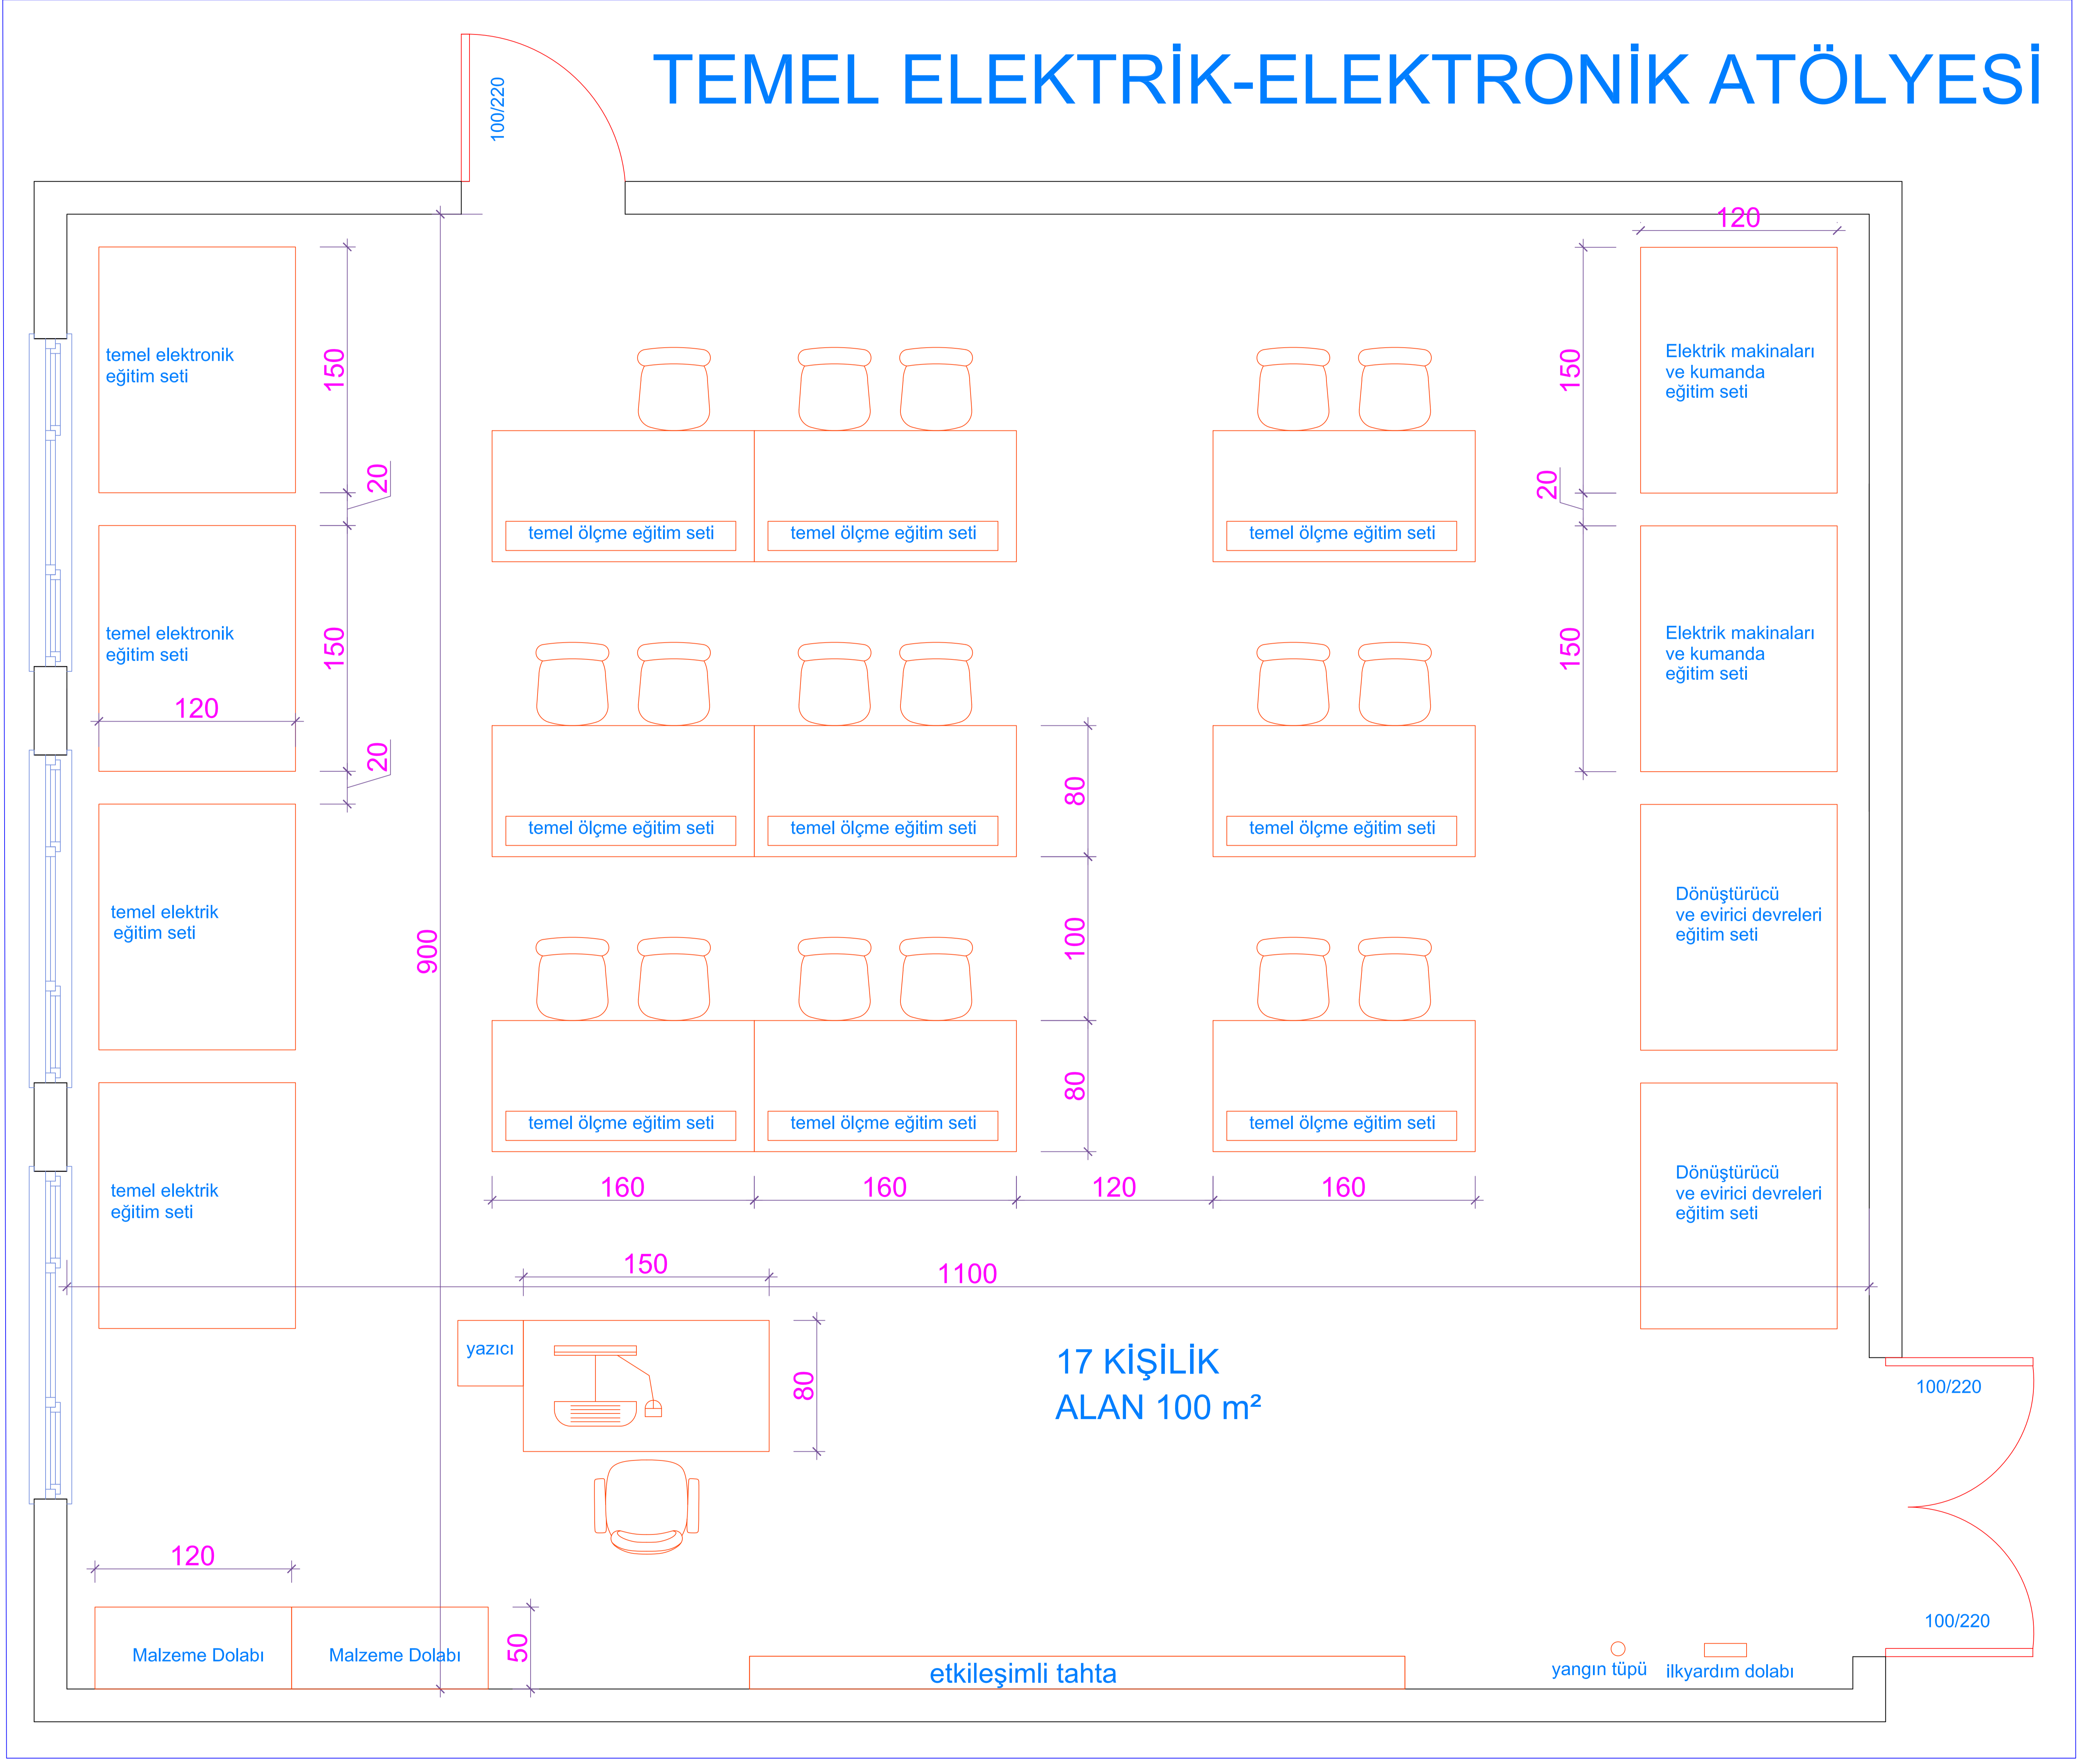 TEMEL ELEKTRİK-ELEKTRONİK ATÖLYESİ
100/220
120
temel elektronik
eğitim seti
150
150
Elektrik makinaları
ve kumanda
eğitim seti
20
20
temel ölçme eğitim seti
temel ölçme eğitim seti
temel ölçme eğitim seti
temel elektronik
eğitim seti
150
150
Elektrik makinaları
ve kumanda
eğitim seti
120
20
80
temel ölçme eğitim seti
temel ölçme eğitim seti
temel ölçme eğitim seti
temel elektrik
eğitim seti
900
100
Dönüştürücü
ve evirici devreleri
eğitim seti
80
temel ölçme eğitim seti
temel ölçme eğitim seti
temel ölçme eğitim seti
temel elektrik
eğitim seti
160
160
120
160
Dönüştürücü
ve evirici devreleri
eğitim seti
150
1100
yazıcı
80
17 KİŞİLİK
ALAN 100 m²
100/220
120
50
Malzeme Dolabı
Malzeme Dolabı
etkileşimli tahta
yangın tüpü
ilkyardım dolabı
100/220